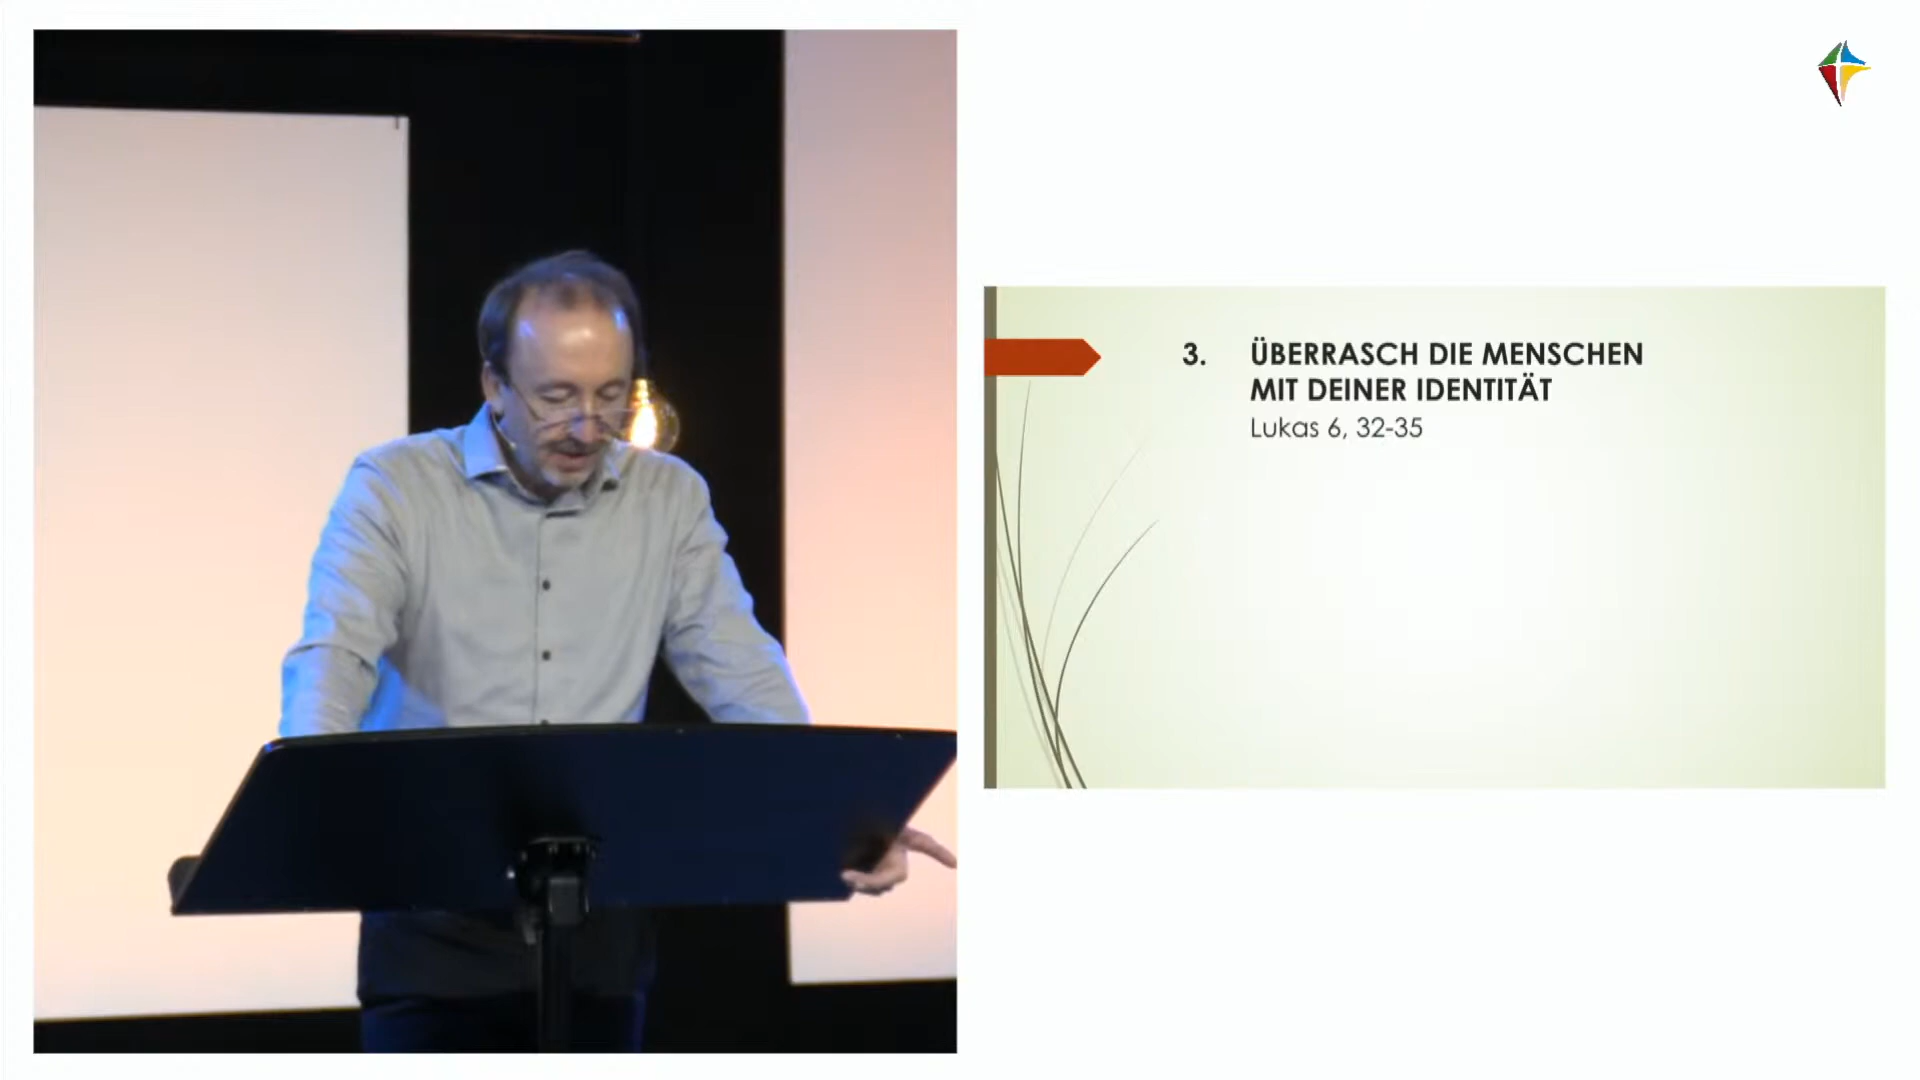 3. ÜBERRASCH DIE MENSCHEN
MIT DEINER IDENTITÄT
Lukas 6, 32-35